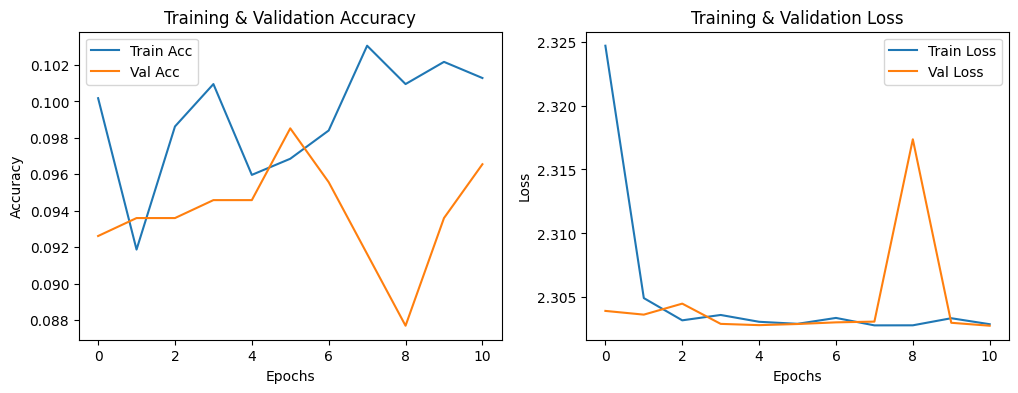 Training & Validation Accuracy
Train Acc
Val Acc
0.102
0.100
0.098
0.096
0.094
0.092
0.090
0.088
Accuracy
0 2 4 6 8 10
Epochs
Training & Validation Loss
Train Loss
Val Loss
2.325
2.320
2.315
2.310
2.305
Loss
0 2 4 6 8 10
Epochs